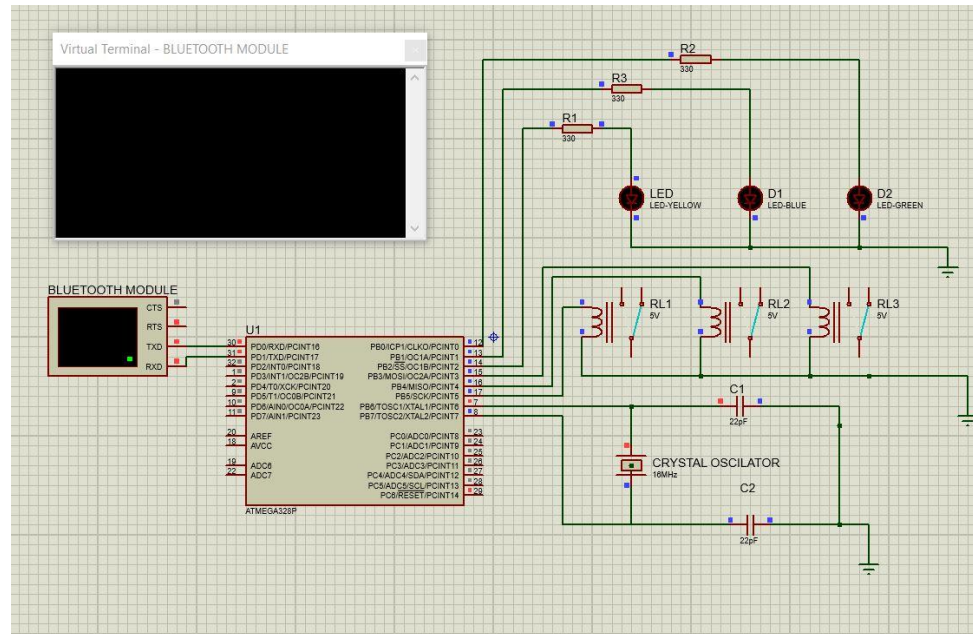 Virtual Terminal - BLUETOOTH MODULE
R2
330
R3
330
R1
330
LED
LED-YELLOW
D1
LED-BLUE
D2
LED-GREEN
BLUETOOTH MODULE
CTS
RTS
TXD
RXD
RL1
5V
RL2
5V
RL3
5V
U1
30 PD0/RXD/PCINT16 PB0/ICP1/CLKO/PCINT0 12
31 PD1/TXD/PCINT17 PB1/OC1A/PCINT1 13
32 PD2/INT0/PCINT18 PB2/SS/OC1B/PCINT2 14
1 PD3/INT1/OC2B/PCINT19 PB3/MOSI/OC2A/PCINT3 15
2 PD4/T0/XCK/PCINT20 PB4/MISO/PCINT4 16
9 PD5/T1/OC0B/PCINT21 PB5/SCK/PCINT5 17
10 PD6/AIN0/OC0A/PCINT22 PB6/TOSC1/XTAL1/PCINT6 7
11 PD7/AIN1/PCINT23 PB7/TOSC2/XTAL2/PCINT7 8
20 AREF PC0/ADC0/PCINT8 23
18 AVCC PC1/ADC1/PCINT9 24
PC2/ADC2/PCINT10 25
19 ADC6 PC3/ADC3/PCINT11 26
22 ADC7 PC4/ADC4/SDA/PCINT12 27
PC5/ADC5/SCL/PCINT13 28
PC6/RESET/PCINT14 29
ATMEGA328P
C1
22pF
CRYSTAL OSCILATOR
16MHz
C2
22pF